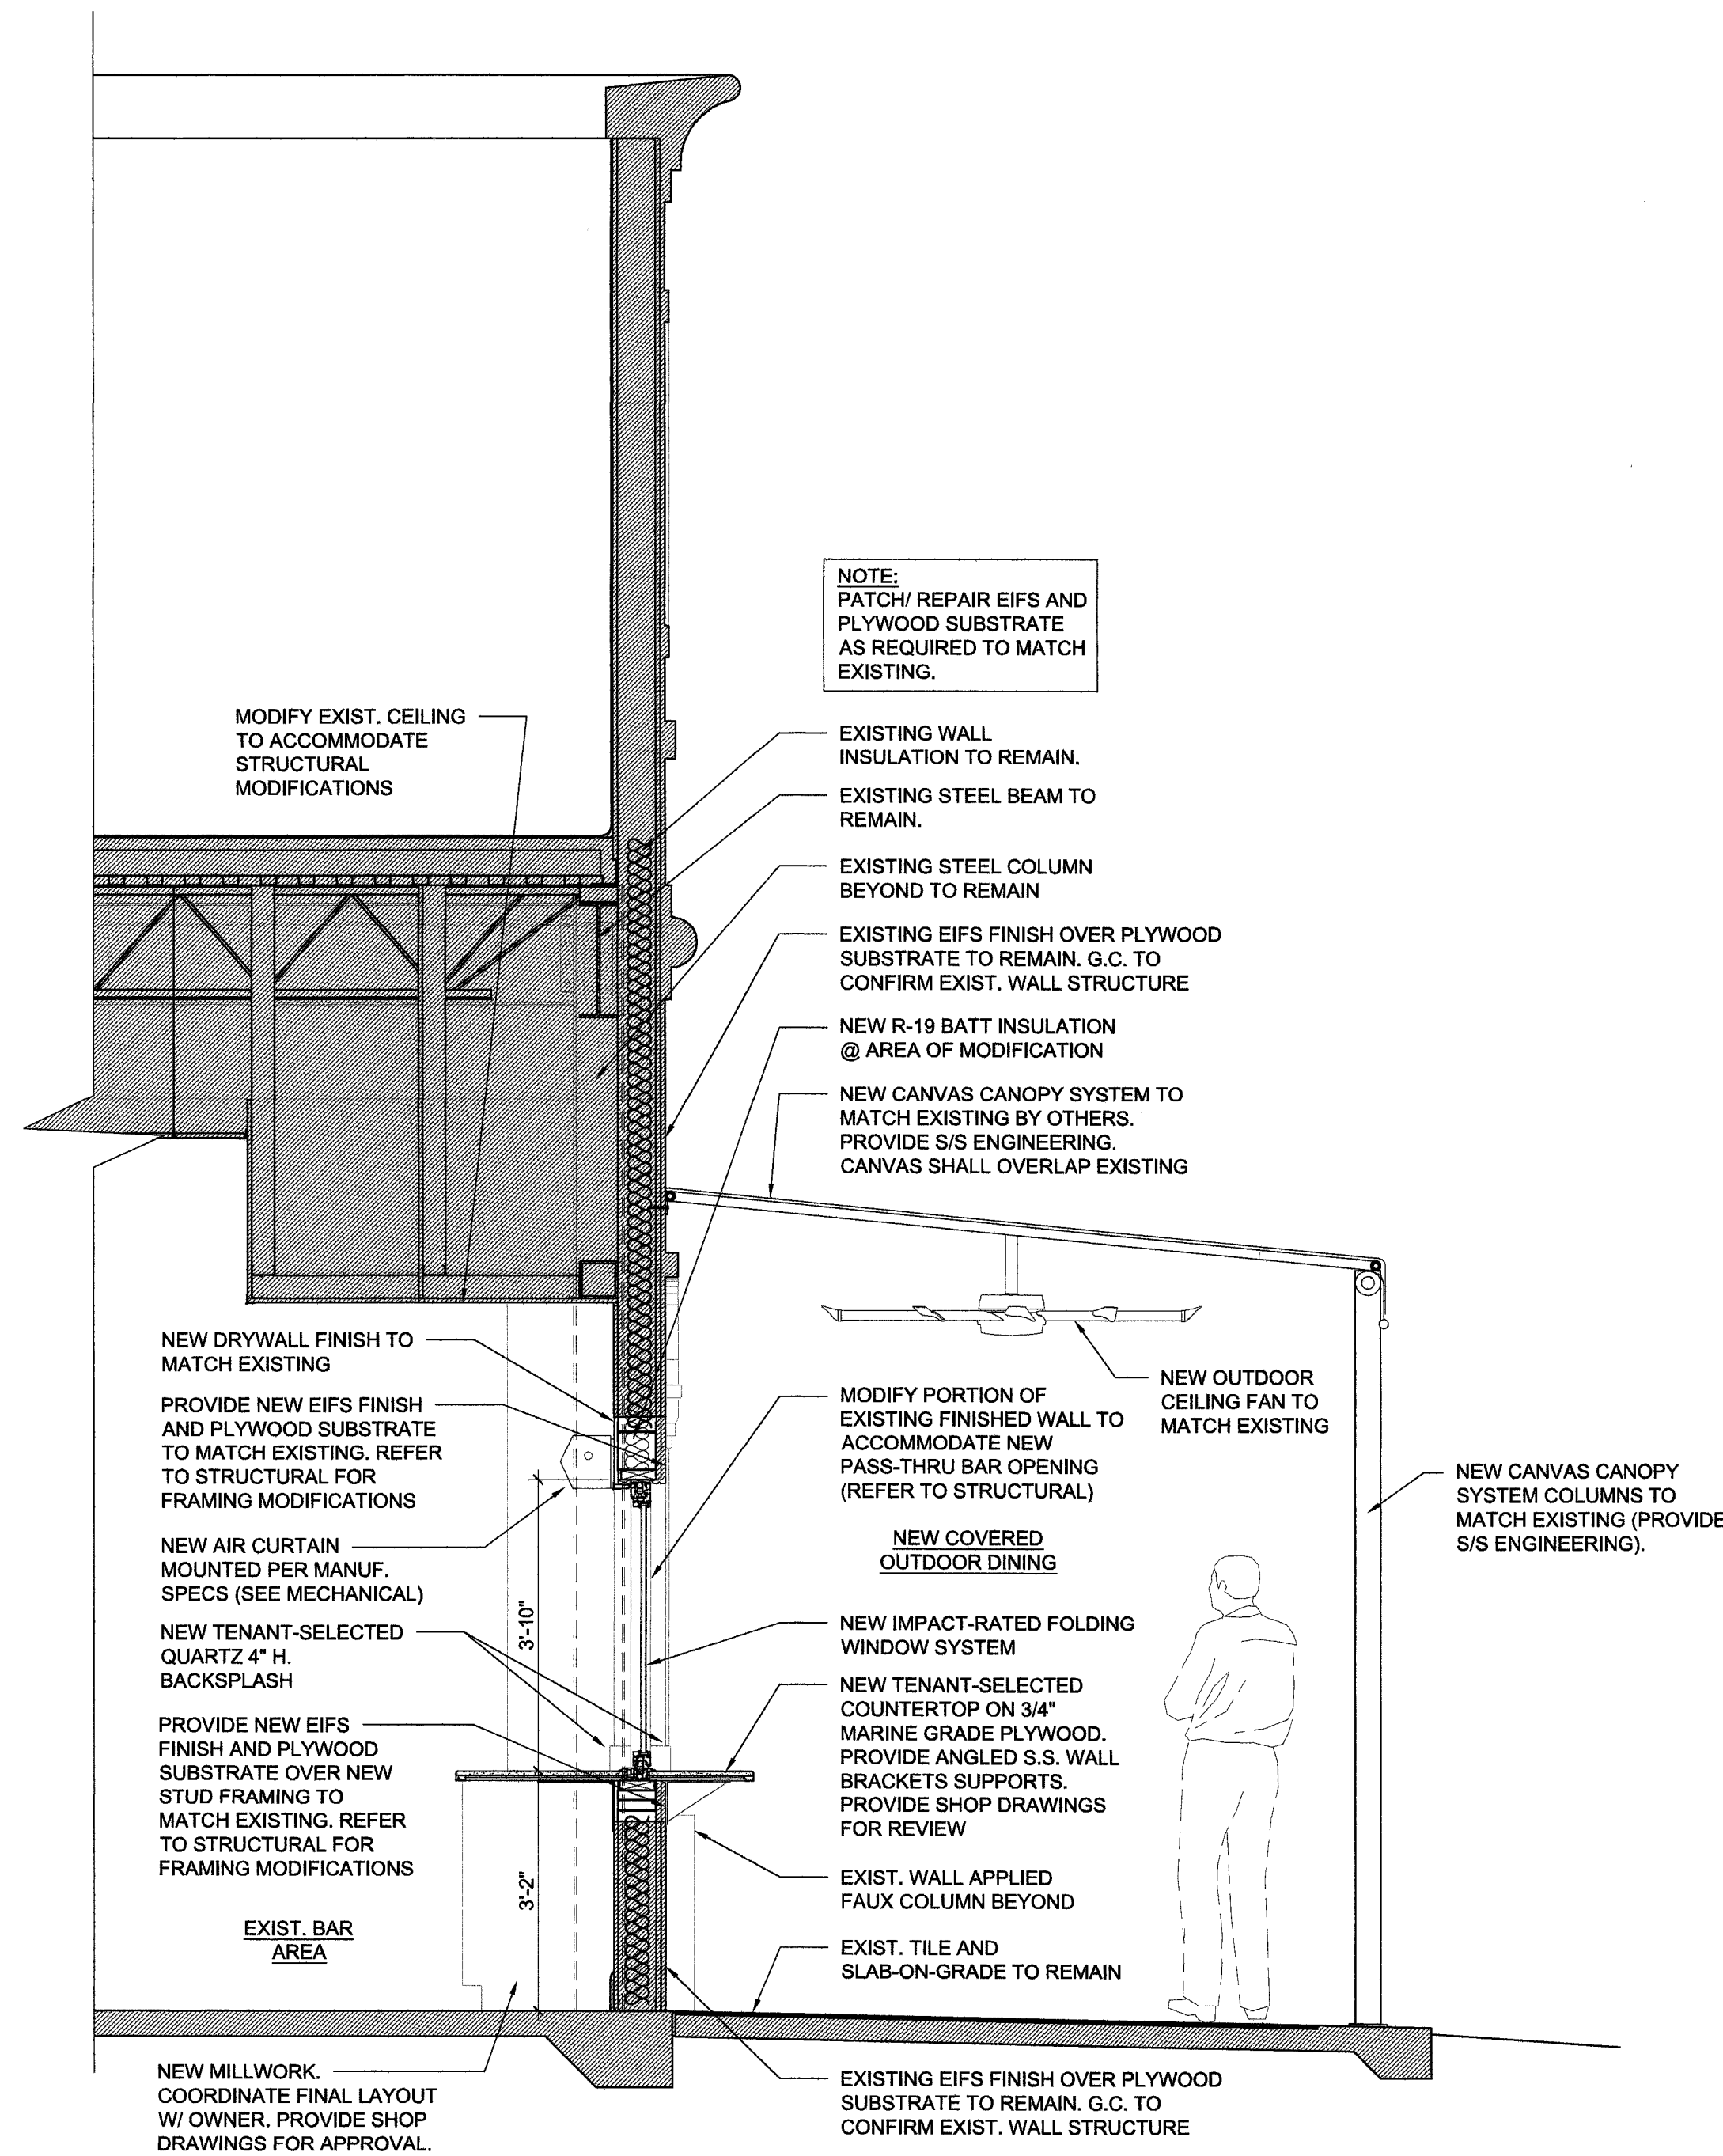 NOTE:
PATCH/ REPAIR EIFS AND
PLYWOOD SUBSTRATE
AS REQUIRED TO MATCH
EXISTING.
MODIFY EXIST. CEILING
TO ACCOMMODATE
STRUCTURAL
MODIFICATIONS
EXISTING WALL
INSULATION TO REMAIN.
EXISTING STEEL BEAM TO
REMAIN.
EXISTING STEEL COLUMN
BEYOND TO REMAIN
EXISTING EIFS FINISH OVER PLYWOOD
SUBSTRATE TO REMAIN. G.C. TO
CONFIRM EXIST. WALL STRUCTURE
NEW R-19 BATT INSULATION
@ AREA OF MODIFICATION
NEW CANVAS CANOPY SYSTEM TO
MATCH EXISTING BY OTHERS.
PROVIDE S/S ENGINEERING.
CANVAS SHALL OVERLAP EXISTING
NEW DRYWALL FINISH TO
MATCH EXISTING
PROVIDE NEW EIFS FINISH
AND PLYWOOD SUBSTRATE
TO MATCH EXISTING. REFER
TO STRUCTURAL FOR
FRAMING MODIFICATIONS
NEW AIR CURTAIN
MOUNTED PER MANUF.
SPECS (SEE MECHANICAL)
NEW TENANT-SELECTED
QUARTZ 4" H.
BACKSPLASH
PROVIDE NEW EIFS
FINISH AND PLYWOOD
SUBSTRATE OVER NEW
STUD FRAMING TO
MATCH EXISTING. REFER
TO STRUCTURAL FOR
FRAMING MODIFICATIONS
EXIST. BAR
AREA
3'-10"
3'-2"
NEW OUTDOOR
CEILING FAN TO
MATCH EXISTING
MODIFY PORTION OF
EXISTING FINISHED WALL TO
ACCOMMODATE NEW
PASS-THRU BAR OPENING
(REFER TO STRUCTURAL)
NEW COVERED
OUTDOOR DINING
NEW CANVAS CANOPY
SYSTEM COLUMNS TO
MATCH EXISTING (PROVIDE
S/S ENGINEERING).
NEW IMPACT-RATED FOLDING
WINDOW SYSTEM
NEW TENANT-SELECTED
COUNTERTOP ON 3/4"
MARINE GRADE PLYWOOD.
PROVIDE ANGLED S.S. WALL
BRACKETS SUPPORTS.
PROVIDE SHOP DRAWINGS
FOR REVIEW
EXIST. WALL APPLIED
FAUX COLUMN BEYOND
EXIST. TILE AND
SLAB-ON-GRADE TO REMAIN
NEW MILLWORK.
COORDINATE FINAL LAYOUT
W/ OWNER. PROVIDE SHOP
DRAWINGS FOR APPROVAL.
EXISTING EIFS FINISH OVER PLYWOOD
SUBSTRATE TO REMAIN. G.C. TO
CONFIRM EXIST. WALL STRUCTURE